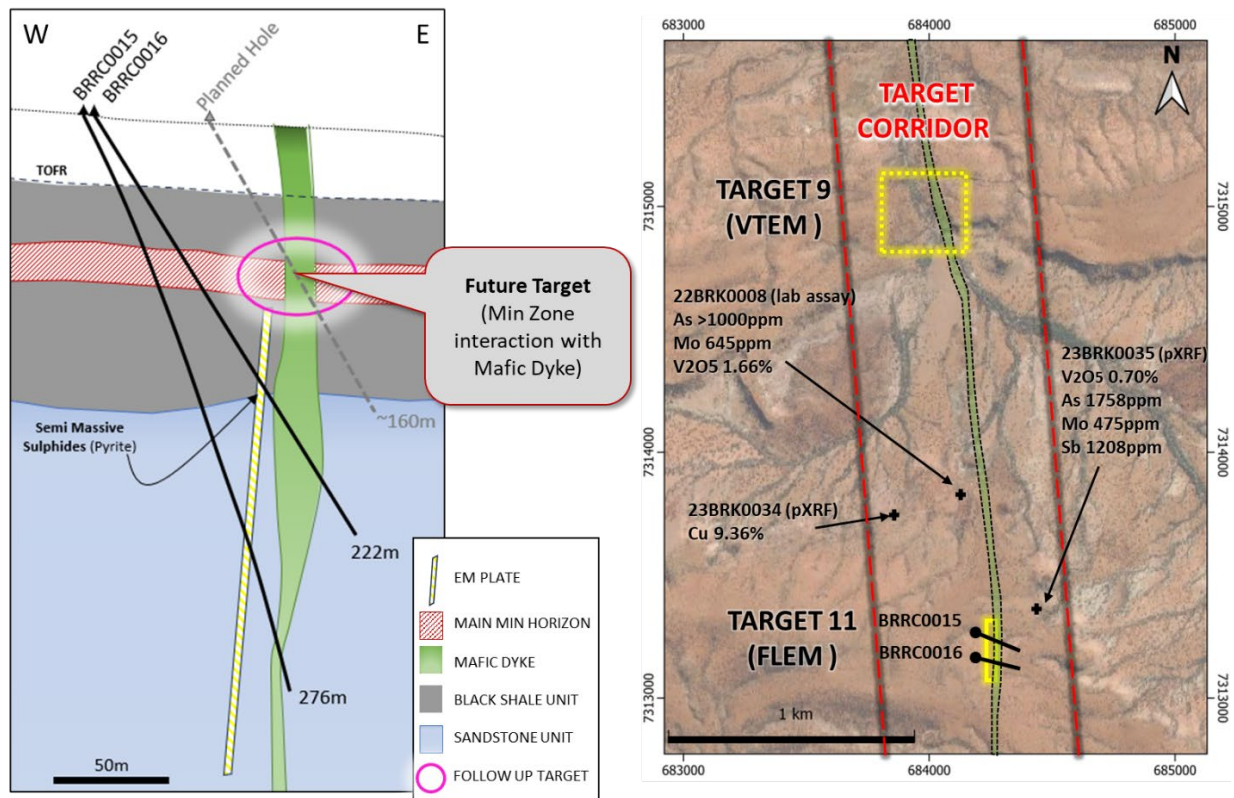 W
E
BRRC0015
BRRC0016
Planned Hole
TOFR
Future Target
(Min Zone
interaction with
Mafic Dyke)
~160m
Semi Massive
Sulphides (Pyrite)
222m
276m
50m
EM PLATE
MAIN MIN HORIZON
MAFIC DYKE
BLACK SHALE UNIT
SANDSTONE UNIT
FOLLOW UP TARGET
683000
684000
685000
N
TARGET
CORRIDOR
7315000
7315000
TARGET 9
(VTEM )
22BRK0008 (lab assay)
As >1000ppm
Mo 645ppm
V2O5 1.66%
23BRK0035 (pXRF)
V2O5 0.70%
As 1758ppm
Mo 475ppm
Sb 1208ppm
7314000
7314000
23BRK0034 (pXRF)
Cu 9.36%
TARGET 11
(FLEM )
BRRC0015
BRRC0016
7313000
7313000
1 km
683000
684000
685000